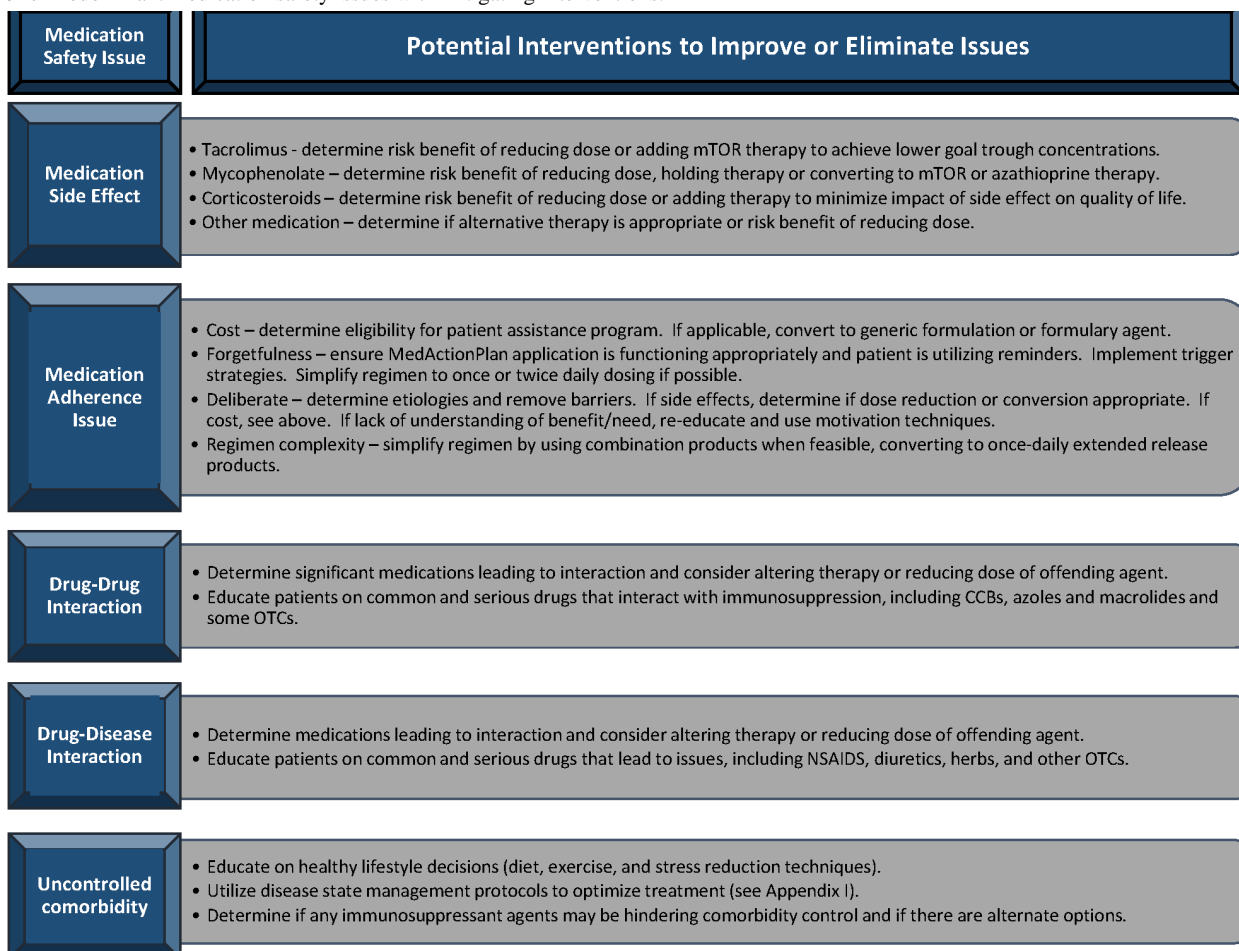 Medication
Safety Issue
Potential Interventions to Improve or Eliminate Issues
Medication
Side Effect
• Tacrolimus - determine risk benefit of reducing dose or adding mTOR therapy to achieve lower goal trough concentrations.
• Mycophenolate – determine risk benefit of reducing dose, holding therapy or converting to mTOR or azathioprine therapy.
• Corticosteroids – determine risk benefit of reducing dose or adding therapy to minimize impact of side effect on quality of life.
• Other medication – determine if alternative therapy is appropriate or risk benefit of reducing dose.
Medication
Adherence
Issue
• Cost – determine eligibility for patient assistance program.  If applicable, convert to generic formulation or formulary agent.
• Forgetfulness – ensure MedActionPlan application is functioning appropriately and patient is utilizing reminders.  Implement trigger
strategies.  Simplify regimen to once or twice daily dosing if possible.
• Deliberate – determine etiologies and remove barriers.  If side effects, determine if dose reduction or conversion appropriate.  If
cost, see above.  If lack of understanding of benefit/need, re-educate and use motivation techniques.
• Regimen complexity – simplify regimen by using combination products when feasible, converting to once-daily extended release
products.
Drug-Drug
Interaction
• Determine significant medications leading to interaction and consider altering therapy or reducing dose of offending agent.
• Educate patients on common and serious drugs that interact with immunosuppression, including CCBs, azoles and macrolides and
some OTCs.
Drug-Disease
Interaction
• Determine medications leading to interaction and consider altering therapy or reducing dose of offending agent.
• Educate patients on common and serious drugs that lead to issues, including NSAIDS, diuretics, herbs, and other OTCs.
Uncontrolled
comorbidity
• Educate on healthy lifestyle decisions (diet, exercise, and stress reduction techniques).
• Utilize disease state management protocols to optimize treatment (see Appendix I).
• Determine if any immunosuppressant agents may be hindering comorbidity control and if there are alternate options.